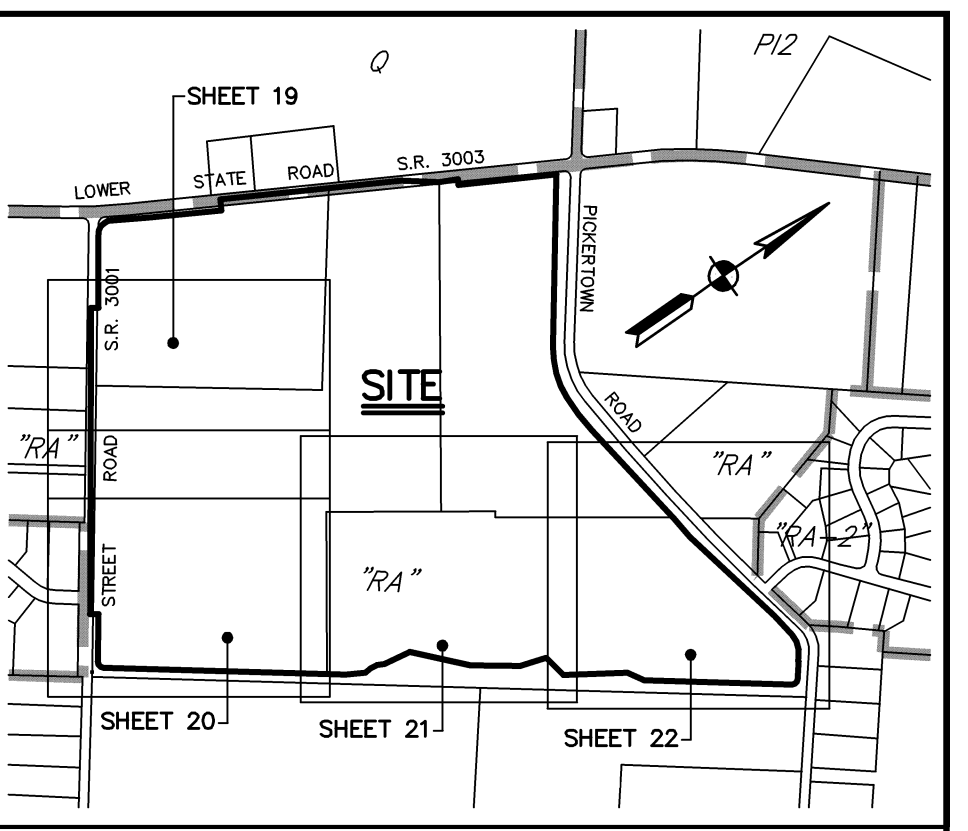 Q
PI2
SHEET 19
LOWER STATE ROAD S.R. 3003
PICKERTOWN ROAD
S.R. 3001
SITE
"RA"
"RA"
"RA-2"
"RA"
STREET ROAD
SHEET 20
SHEET 21
SHEET 22